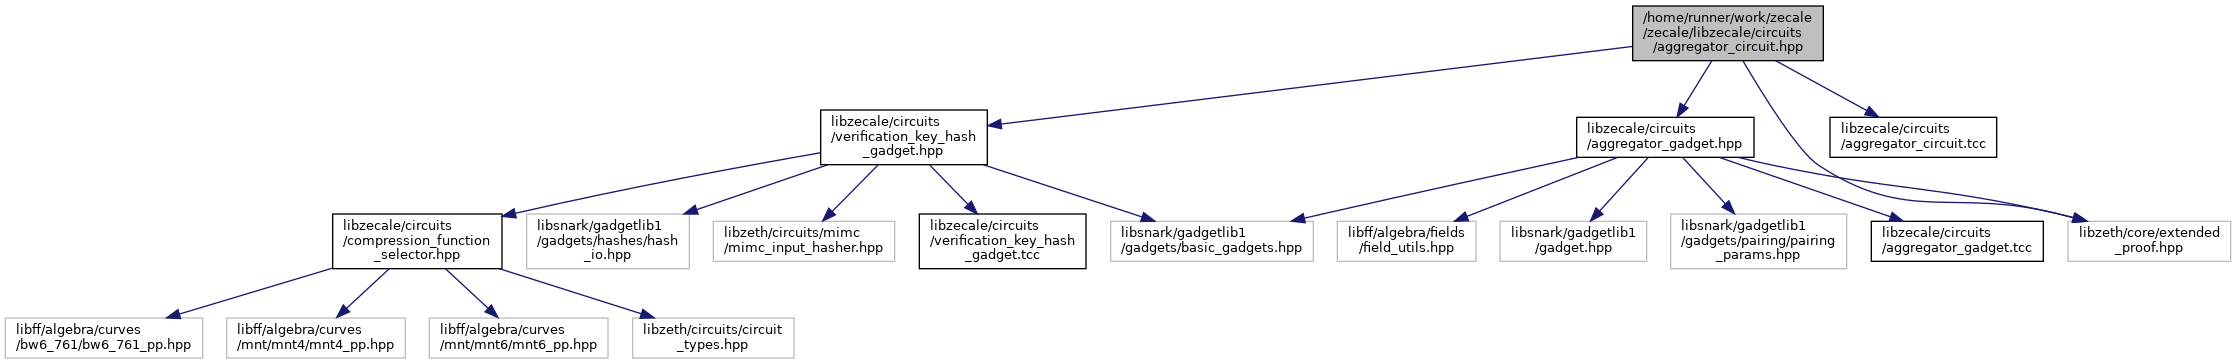 /home/runner/work/zecale
/zecale/libzecale/circuits
/aggregator_circuit.hpp
libzecale/circuits
/verification_key_hash
_gadget.hpp
libzecale/circuits
/aggregator_gadget.hpp
libzecale/circuits
/aggregator_circuit.tcc
libzecale/circuits
/compression_function
_selector.hpp
libsnark/gadgetlib1
/gadgets/hashes/hash
_io.hpp
libzeth/circuits/mimc
/mimc_input_hasher.hpp
libzecale/circuits
/verification_key_hash
_gadget.tcc
libsnark/gadgetlib1
/gadgets/basic_gadgets.hpp
libff/algebra/fields
/field_utils.hpp
libsnark/gadgetlib1
/gadget.hpp
libsnark/gadgetlib1
/gadgets/pairing/pairing
_params.hpp
libzecale/circuits
/aggregator_gadget.tcc
libzeth/core/extended
_proof.hpp
libff/algebra/curves
/bw6_761/bw6_761_pp.hpp
libff/algebra/curves
/mnt/mnt4/mnt4_pp.hpp
libff/algebra/curves
/mnt/mnt6/mnt6_pp.hpp
libzeth/circuits/circuit
_types.hpp